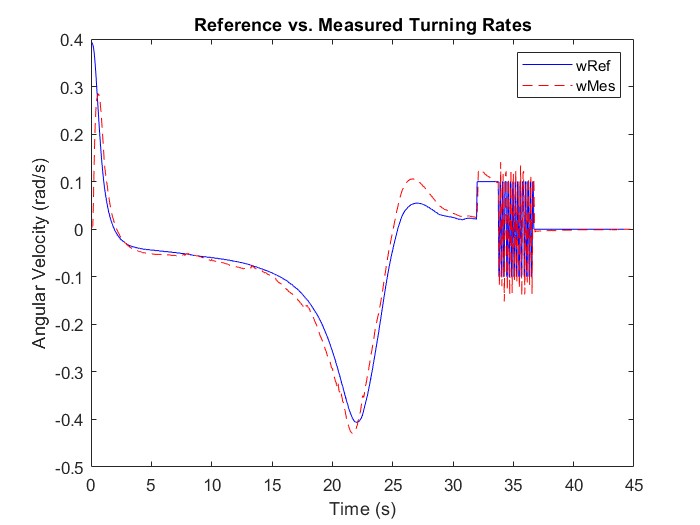 Reference vs. Measured Turning Rates
wRef
wMes
0.4
0.3
0.2
0.1
0
-0.1
-0.2
-0.3
-0.4
-0.5
Angular Velocity (rad/s)
0 5 10 15 20 25 30 35 40 45
Time (s)